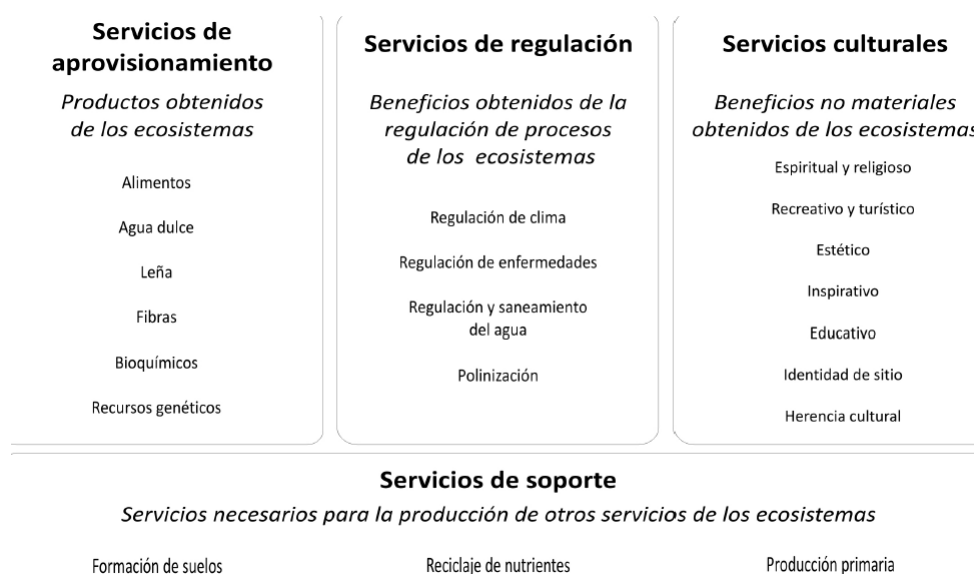 Servicios de
aprovisionamiento
Productos obtenidos
de los ecosistemas
Alimentos
Agua dulce
Leña
Fibras
Bioquímicos
Recursos genéticos
Servicios de regulación
Beneficios obtenidos de la
regulación de procesos
de los ecosistemas
Regulación de clima
Regulación de enfermedades
Regulación y saneamiento
del agua
Polinización
Servicios culturales
Beneficios no materiales
obtenidos de los ecosistemas
Espiritual y religioso
Recreativo y turístico
Estético
Inspirativo
Educativo
Identidad de sitio
Herencia cultural
Servicios de soporte
Servicios necesarios para la producción de otros servicios de los ecosistemas
Formación de suelos
Reciclaje de nutrientes
Producción primaria